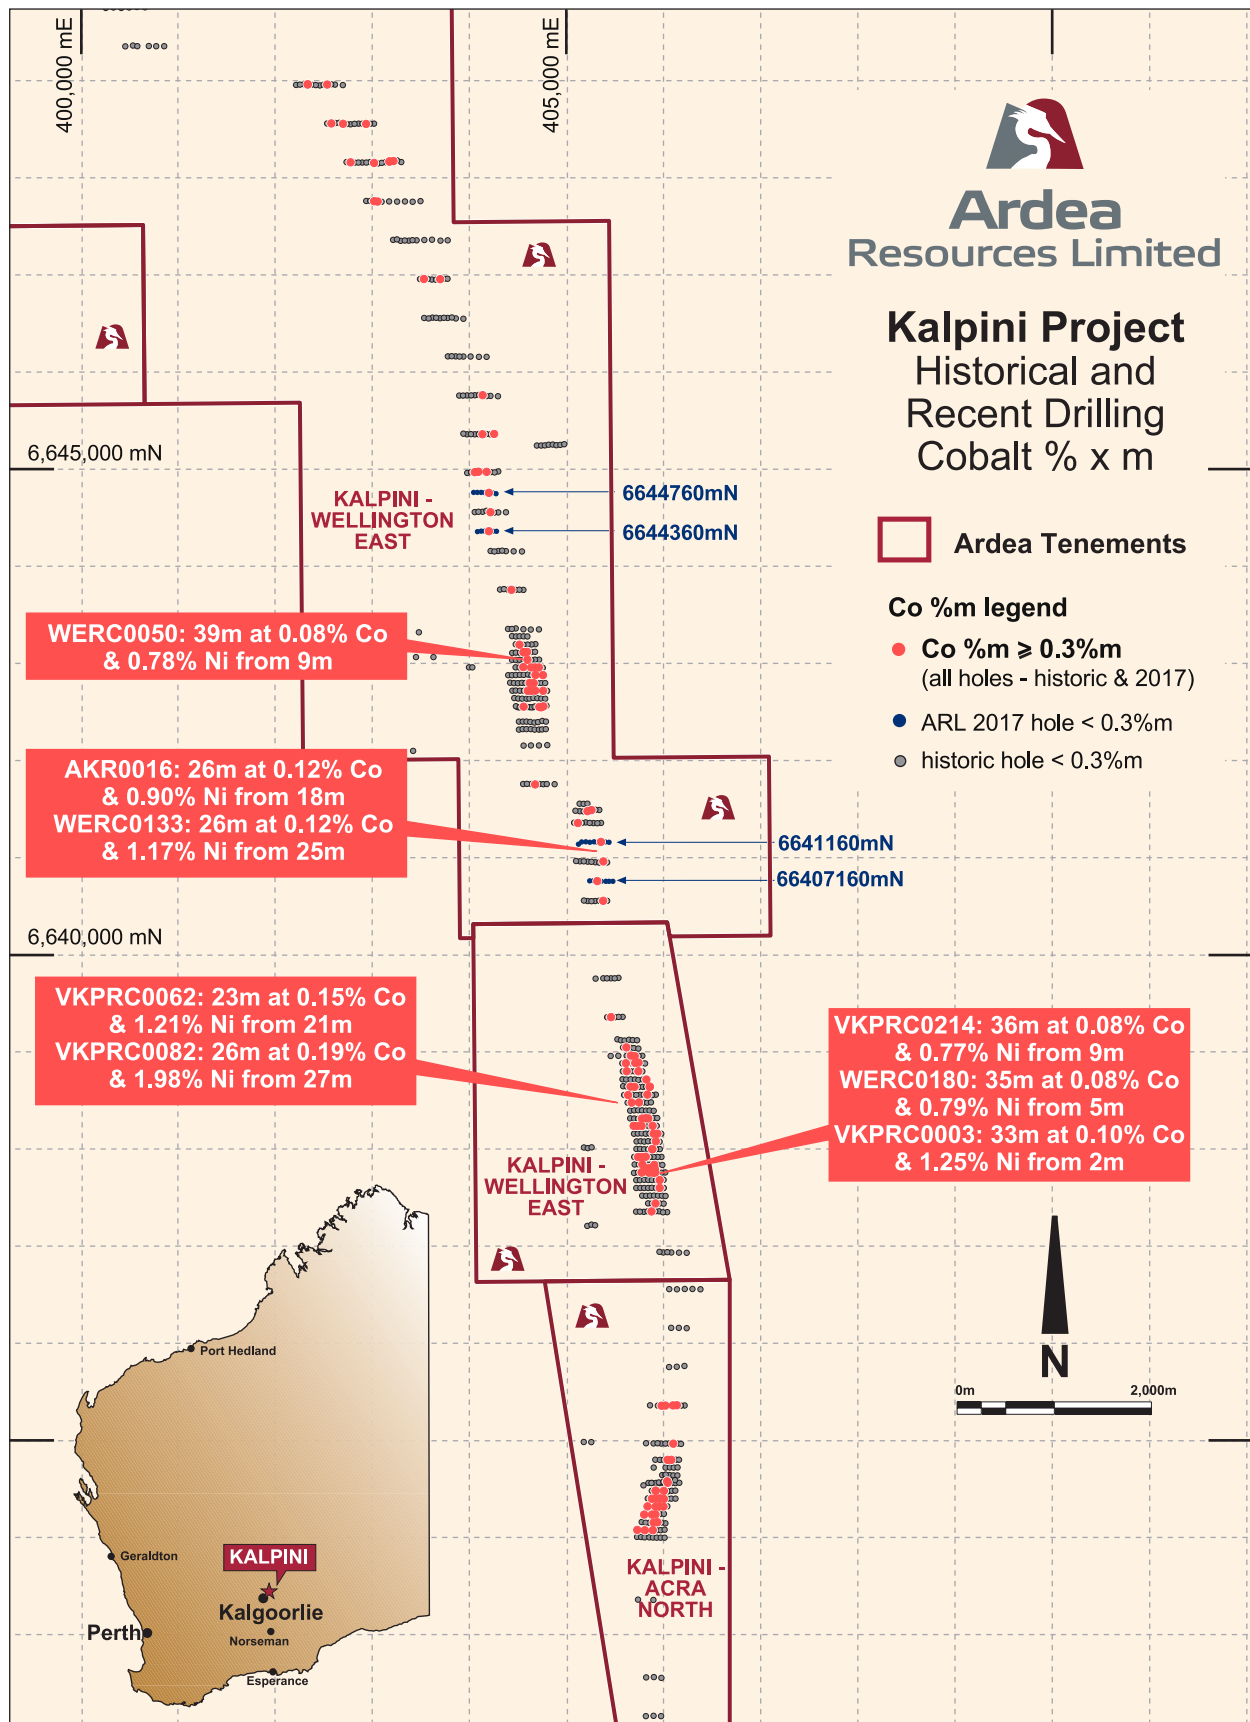 400,000 mE
405,000 mE
Ardea
Resources Limited
Kalpini Project
Historical and
Recent Drilling
Cobalt % x m
6,645,000 mN
KALPINI -
WELLINGTON
EAST
6644760mN
6644360mN
Ardea Tenements
Co %m legend
Co %m ⩾ 0.3%m
(all holes - historic & 2017)
ARL 2017 hole < 0.3%m
historic hole < 0.3%m
WERC0050: 39m at 0.08% Co
& 0.78% Ni from 9m
AKR0016: 26m at 0.12% Co
& 0.90% Ni from 18m
WERC0133: 26m at 0.12% Co
& 1.17% Ni from 25m
6641160mN
66407160mN
6,640,000 mN
VKPRC0062: 23m at 0.15% Co
& 1.21% Ni from 21m
VKPRC0082: 26m at 0.19% Co
& 1.98% Ni from 27m
VKPRC0214: 36m at 0.08% Co
& 0.77% Ni from 9m
WERC0180: 35m at 0.08% Co
& 0.79% Ni from 5m
VKPRC0003: 33m at 0.10% Co
& 1.25% Ni from 2m
KALPINI -
WELLINGTON
EAST
N
0m 2,000m
Port Hedland
Geraldton
KALPINI
Kalgoorlie
Perth
Norseman
Esperance
KALPINI -
ACRA
NORTH